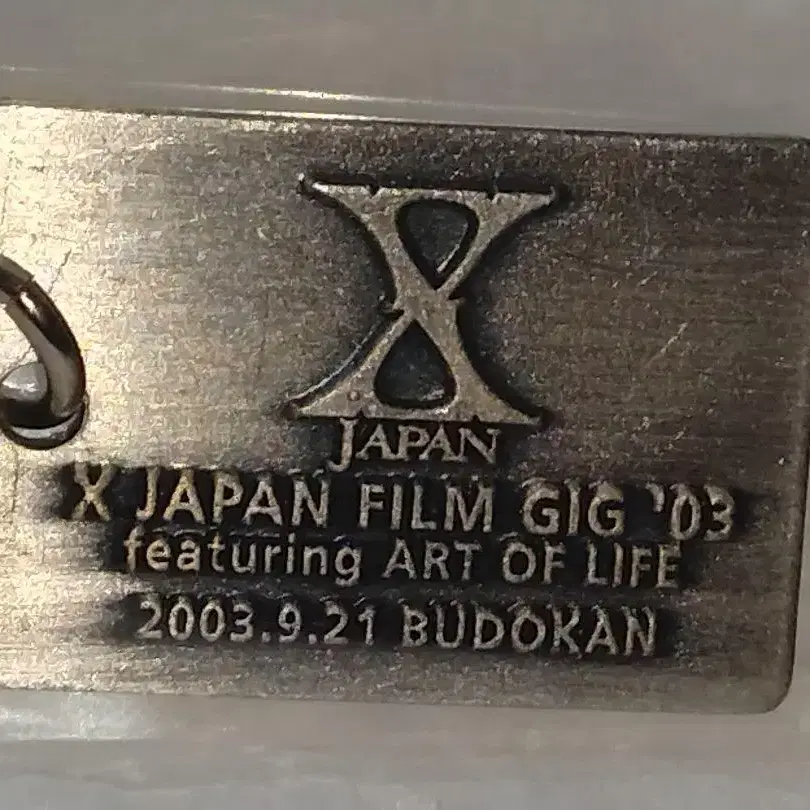 X
JAPAN
X JAPAN FILM GIG '03
featuring ART OF LIFE
2003.9.21 BUDOKAN